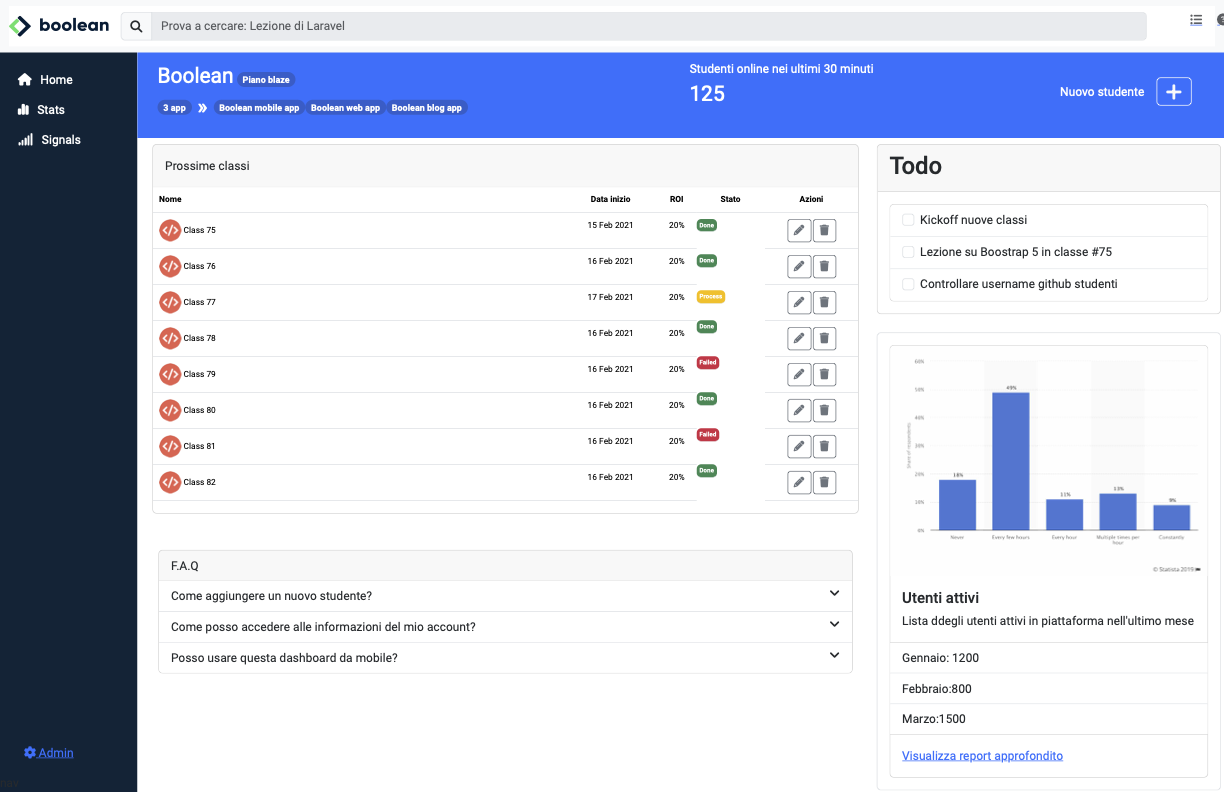 boolean
Prova a cercare: Lezione di Laravel
Home
Stats
Signals
Admin
Boolean Piano blaze
3 app Boolean mobile app Boolean web app Boolean blog app
Studenti online nei ultimi 30 minuti
125
Nuovo studente
Prossime classi
Nome Data inizio ROI Stato Azioni
Class 75 15 Feb 2021 20% Done
Class 76 16 Feb 2021 20% Done
Class 77 17 Feb 2021 20% Process
Class 78 16 Feb 2021 20% Done
Class 79 16 Feb 2021 20% Failed
Class 80 16 Feb 2021 20% Done
Class 81 16 Feb 2021 20% Failed
Class 82 16 Feb 2021 20% Done
F.A.Q
Come aggiungere un nuovo studente?
Come posso accedere alle informazioni del mio account?
Posso usare questa dashboard da mobile?
Todo
Kickoff nuove classi
Lezione su Boostrap 5 in classe #75
Controllare username github studenti
60%
50%
40%
30%
20%
10%
0%
Share of respondents
18%
49%
11%
13%
9%
Never
Every few hours
Every hour
Multiple times per
hour
Constantly
© Statista 2019
Utenti attivi
Lista ddegli utenti attivi in piattaforma nell'ultimo mese
Gennaio: 1200
Febbraio:800
Marzo:1500
Visualizza report approfondito